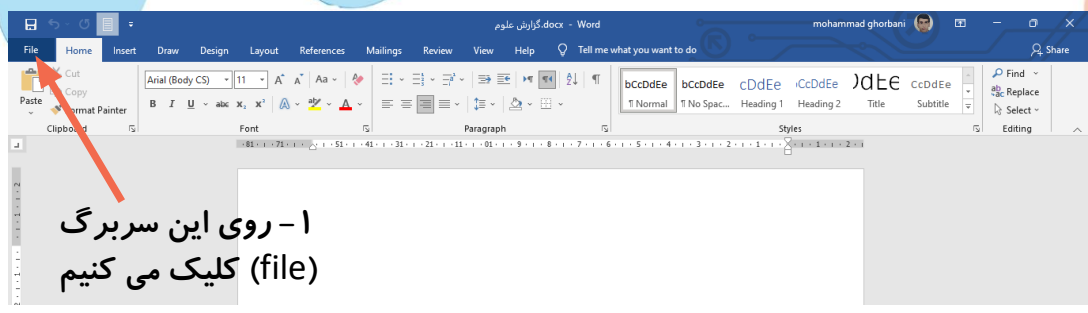 گزارش علوم.docx - Word
mohammad ghorbani
File Home Insert Draw Design Layout References Mailings Review View Help Tell me what you want to do Share
Cut
Copy
Format Painter
Paste
Clipboard
Arial (Body CS) 11
Font
Paragraph
bCcDdEe bCcDdEe cDdEe CcDdEe CcDdEe
¶ Normal ¶ No Spac... Heading 1 Heading 2 Title Subtitle
Styles
Find
Replace
Select
Editing
۱- روی این سربرگ
(file) کلیک می کنیم